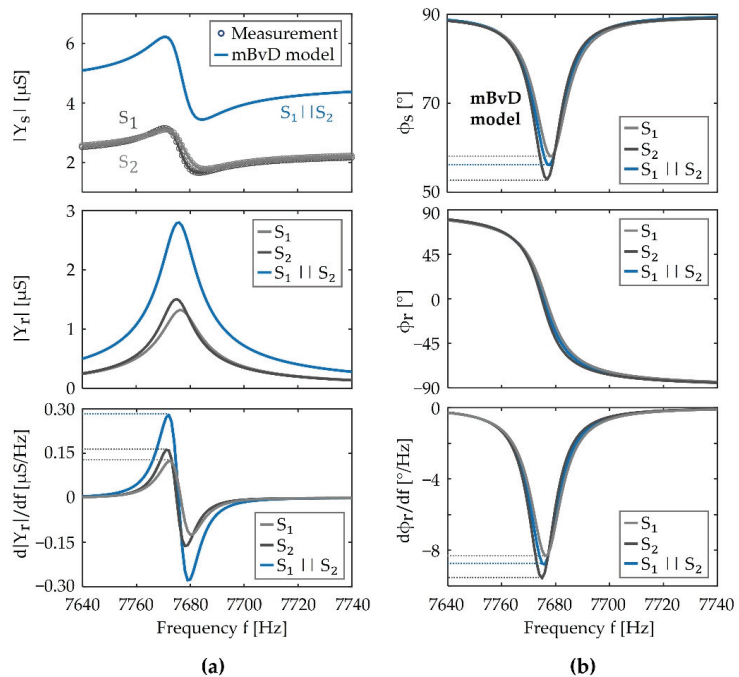 |Yₛ| [µS]
6
4
2
Measurement
mBvD model
S₁
S₂
S₁||S₂
|Yᵣ| [µS]
3
2
1
0
S₁
S₂
S₁ || S₂
d|Yᵣ|/df [µS/Hz]
0.30
0.15
0
−0.15
−0.30
S₁
S₂
S₁ || S₂
7640 7660 7680 7700 7720 7740
Frequency f [Hz]
(a)
ϕₛ [°]
90
70
50
mBvD
model
S₁
S₂
S₁ || S₂
ϕᵣ [°]
90
45
0
−45
−90
S₁
S₂
S₁ || S₂
dϕᵣ/df [°/Hz]
0
−4
−8
S₁
S₂
S₁ || S₂
7640 7660 7680 7700 7720 7740
Frequency f [Hz]
(b)